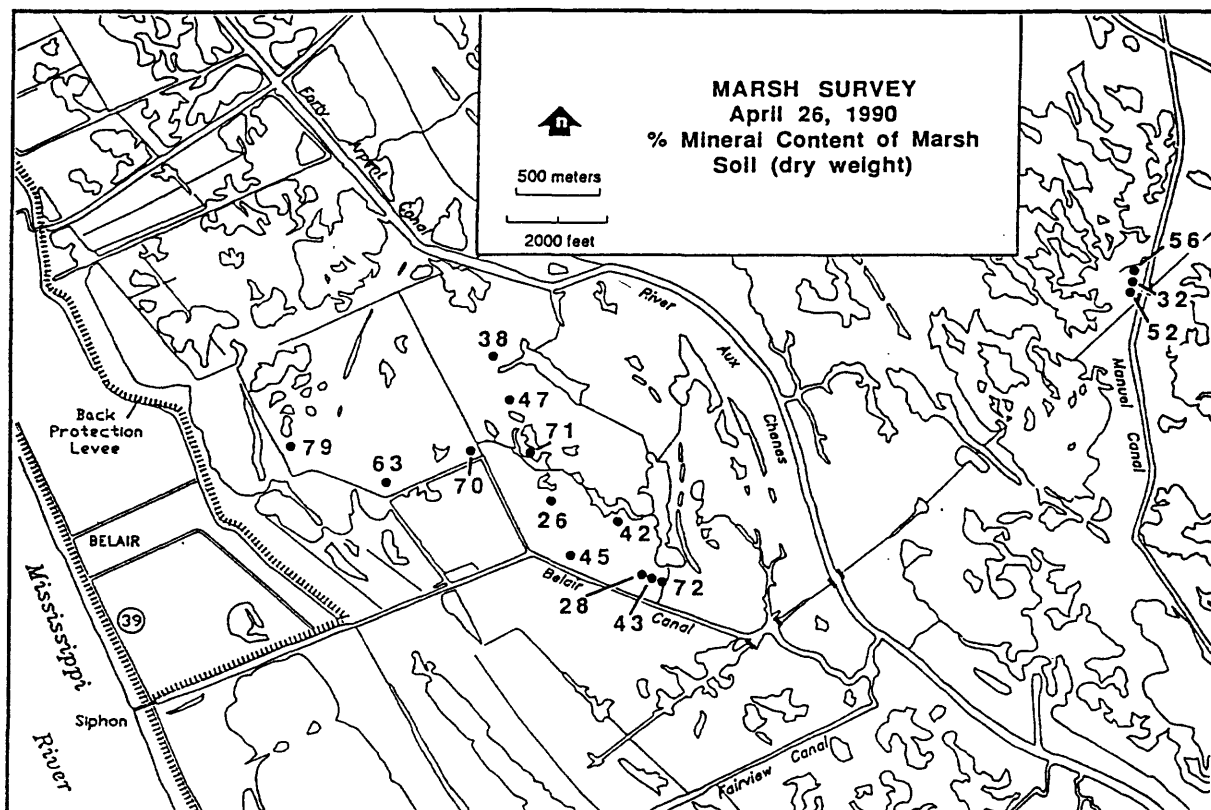 MARSH SURVEY
April 26, 1990
% Mineral Content of Marsh
Soil (dry weight)
n
500 meters
2000 feet
Forty
Arpent
Canal
River
Aux
Chenes
56
32
52
Manuel
Canal
38
47
71
79
63
70
26
42
45
28
43
72
Back
Protection
Levee
BELAIR
Belair
Canal
39
Mississippi
River
Siphon
Fairview Canal